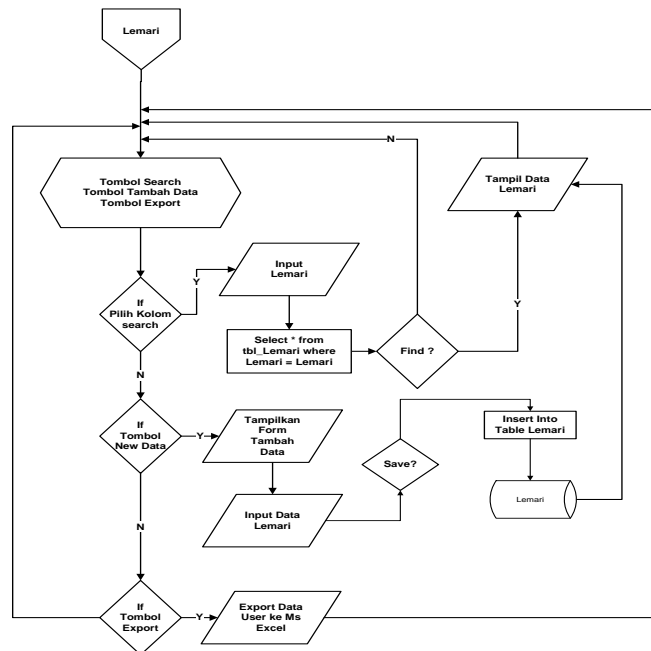 Lemari
N
Tombol Search
Tombol Tambah Data
Tombol Export
Tampil Data
Lemari
Input
Lemari
Y
If
Pilih Kolom
search
Y
Select * from
tbl_Lemari where
Lemari = Lemari
Find ?
N
If
Tombol
New Data
Y
Tampilkan
Form
Tambah
Data
Save?
Insert Into
Table Lemari
Lemari
Input Data
Lemari
N
If
Tombol
Export
Y
Export Data
User ke Ms
Excel